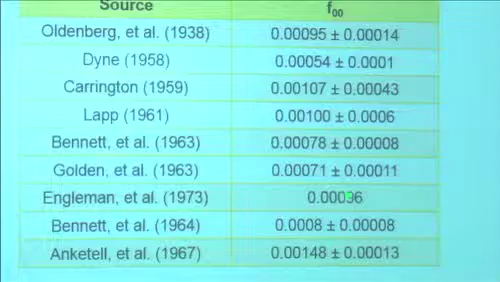 Source f00
Oldenberg, et al. (1938) 0.00095 ± 0.00014
Dyne (1958) 0.00054 ± 0.0001
Carrington (1959) 0.00107 ± 0.00043
Lapp (1961) 0.00100 ± 0.0006
Bennett, et al. (1963) 0.00078 ± 0.00008
Golden, et al. (1963) 0.00071 ± 0.00011
Engleman, et al. (1973) 0.00096
Bennett, et al. (1964) 0.0008 ± 0.00008
Anketell, et al. (1967) 0.00148 ± 0.00013